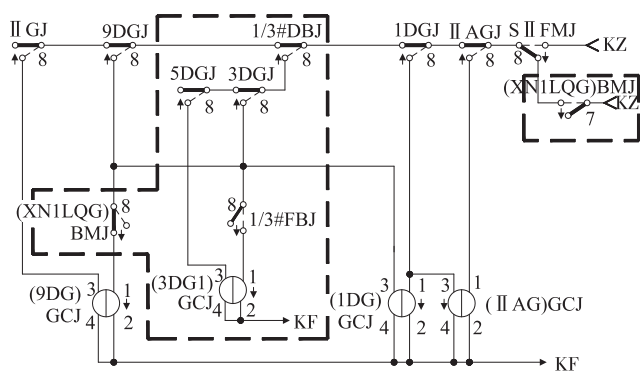 ⅡGJ 9DGJ 1/3#DBJ 1DGJ ⅡAGJ SⅡFMJ
8 8 8 8 8 8 KZ
5DGJ 3DGJ
8 8
(XN1LQG)BMJ
7 KZ
(XN1LQG) 8
BMJ
8 1/3#FBJ
(9DG) 3 1
GCJ 4 2
(3DG1) 3 1
GCJ 4 2
KF
(1DG) 3 1
GCJ 4 2
3 1 (ⅡAG)GCJ
4 2
KF